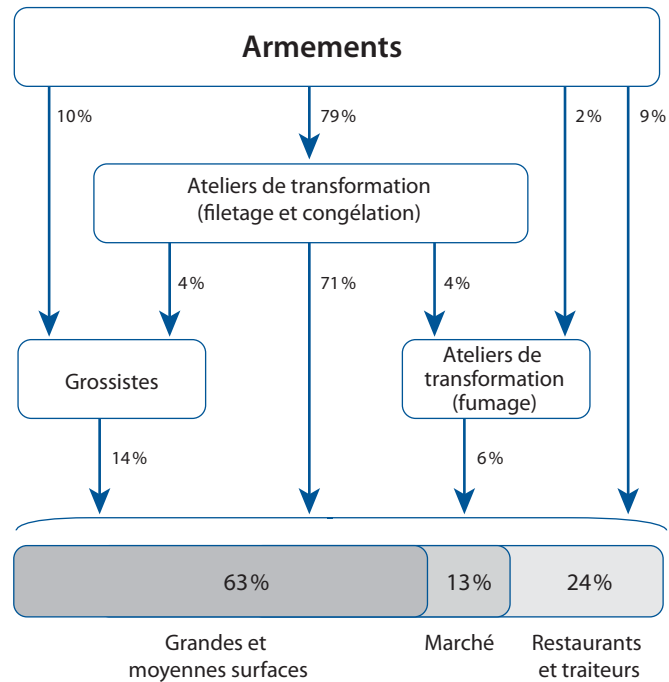 Armements
10 %
79 %
2 %
9 %
Ateliers de transformation
(filetage et congélation)
4 %
71 %
4 %
Grossistes
Ateliers de
transformation
(fumage)
14 %
6 %
63 %
13 %
24 %
Grandes et
moyennes surfaces
Marché
Restaurants
et traiteurs